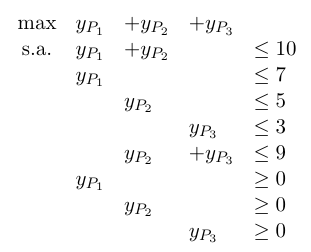 max y_{P_1} +y_{P_2} +y_{P_3}
s.a. y_{P_1} +y_{P_2} ≤ 10
y_{P_1} ≤ 7
y_{P_2} ≤ 5
y_{P_3} ≤ 3
y_{P_2} +y_{P_3} ≤ 9
y_{P_1} ≥ 0
y_{P_2} ≥ 0
y_{P_3} ≥ 0